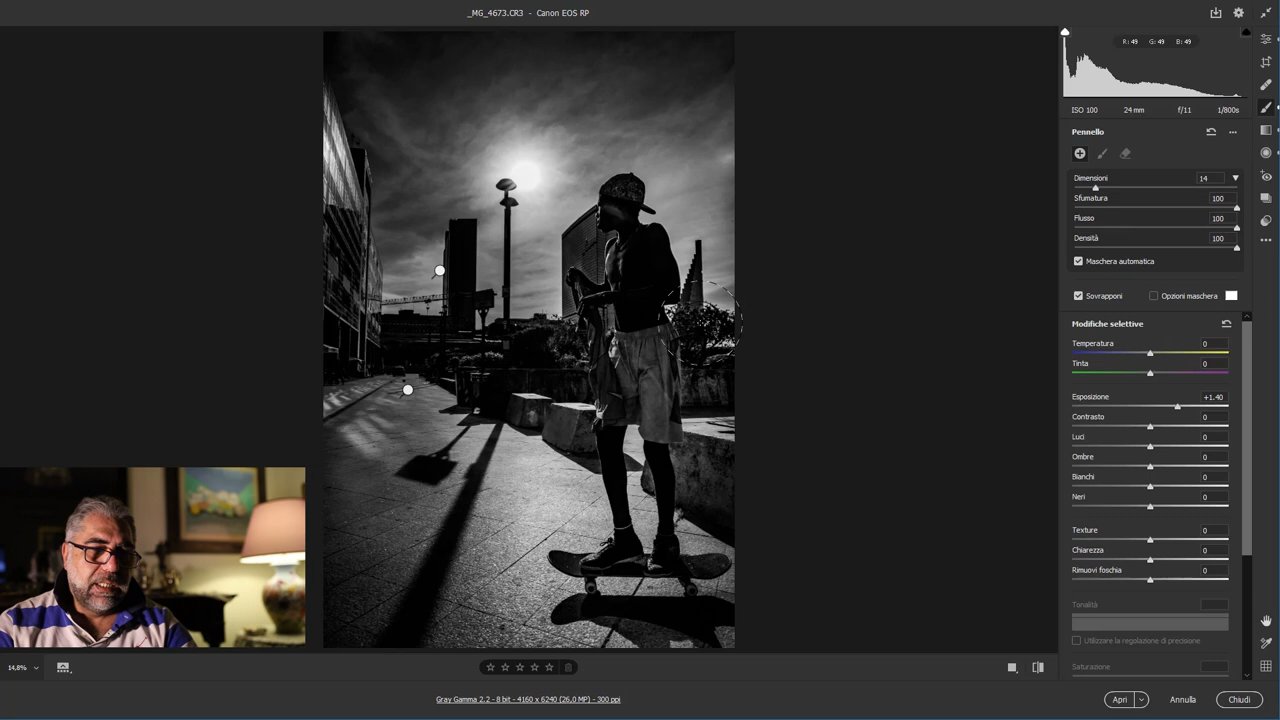 _MG_4673.CR3 - Canon EOS RP
R: 49 G: 49 B: 49
ISO 100 24 mm f/11 1/800s
Pennello
Dimensioni 14
Sfumatura 100
Flusso 100
Densità 100
Maschera automatica
Sovrapponi Opzioni maschera
Modifiche selettive
Temperatura 0
Tinta 0
Esposizione +1.40
Contrasto 0
Luci 0
Ombre 0
Bianchi 0
Neri 0
Texture 0
Chiarezza 0
Rimuovi foschia 0
Tonalità
Utilizzare la regolazione di precisione
Saturazione
14,8%
Gray Gamma 2.2 - 8 bit - 4160 x 6240 (26,0 MP) - 300 ppi
Apri Annulla Chiudi